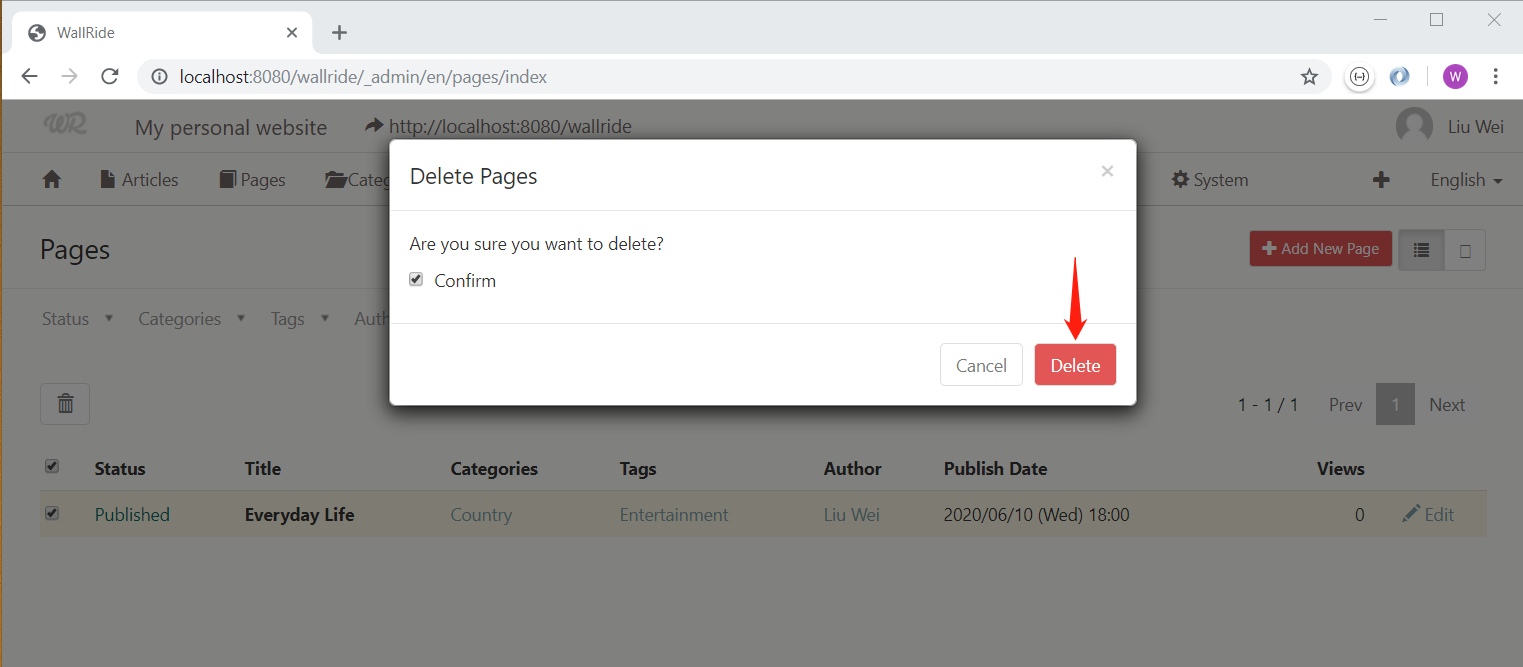 WallRide
localhost:8080/wallride/_admin/en/pages/index
W
WR My personal website http://localhost:8080/wallride Liu Wei
Articles Pages Categ System English
Delete Pages
Are you sure you want to delete?
Confirm
Cancel Delete
Pages Add New Page
Status Categories Tags Auth
1 - 1 / 1 Prev 1 Next
Status Title Categories Tags Author Publish Date Views
Published Everyday Life Country Entertainment Liu Wei 2020/06/10 (Wed) 18:00 0 Edit